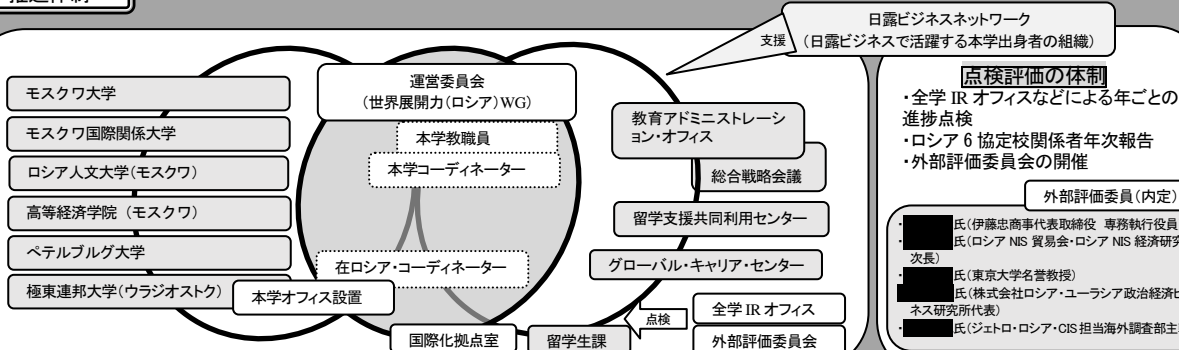 推進体制
日露ビジネスネットワーク
(日露ビジネスで活躍する本学出身者の組織)
支援
運営委員会
(世界展開力(ロシア)WG)
本学教職員
本学コーディネーター
モスクワ大学
モスクワ国際関係大学
ロシア人文大学(モスクワ)
高等経済学院 (モスクワ)
ペテルブルグ大学
極東連邦大学(ウラジオストク)
本学オフィス設置
在ロシア・コーディネーター
国際化拠点室
留学生課
教育アドミニストレーシ
ョン・オフィス
総合戦略会議
留学支援共同利用センター
グローバル・キャリア・センター
点検
全学 IR オフィス
外部評価委員会
点検評価の体制
・全学 IR オフィスなどによる年ごとの
進捗点検
・ロシア 6 協定校関係者年次報告
・外部評価委員会の開催
外部評価委員(内定)
・氏(伊藤忠商事代表取締役 専務執行役員
・氏(ロシア NIS 貿易会・ロシア NIS 経済研究
次長)
・氏(東京大学名誉教授)
・氏(株式会社ロシア・ユーラシア政治経済ビ
ネス研究所代表)
・氏(ジェトロ・ロシア・CIS 担当海外調査部主